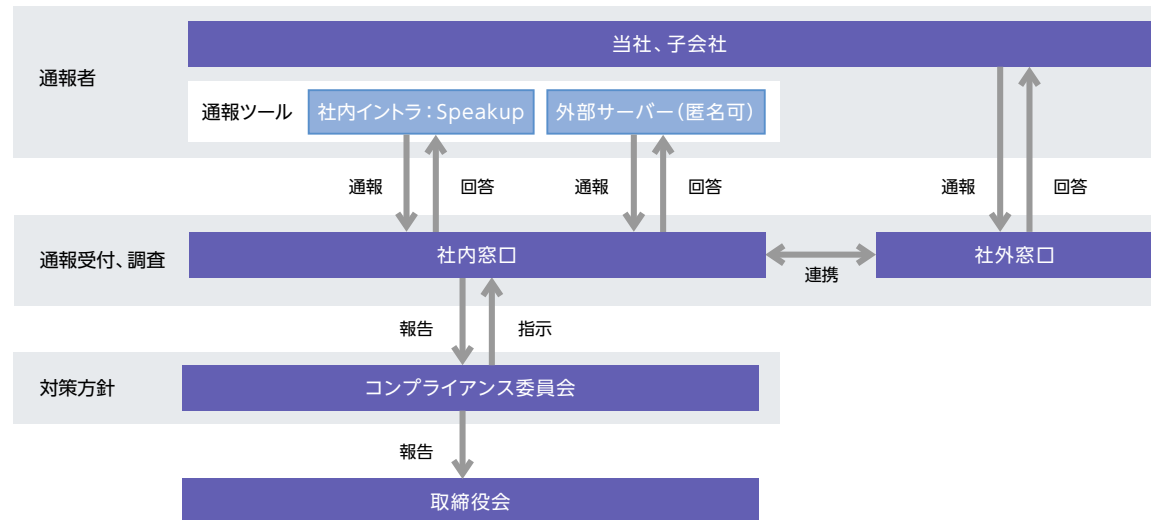 当社、子会社
通報者
通報ツール
社内イントラ：Speakup
外部サーバー（匿名可）
通報
回答
通報
回答
通報
回答
通報受付、調査
社内窓口
社外窓口
連携
報告
指示
対策方針
コンプライアンス委員会
報告
取締役会